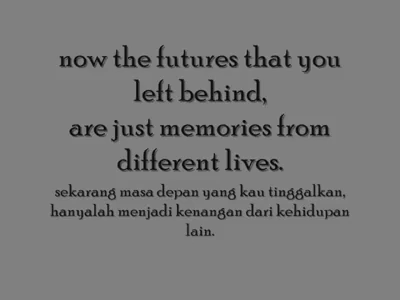 now the futures that you
left behind,
are just memories from
different lives.
sekarang masa depan yang kau tinggalkan,
hanyalah menjadi kenangan dari kehidupan
lain.